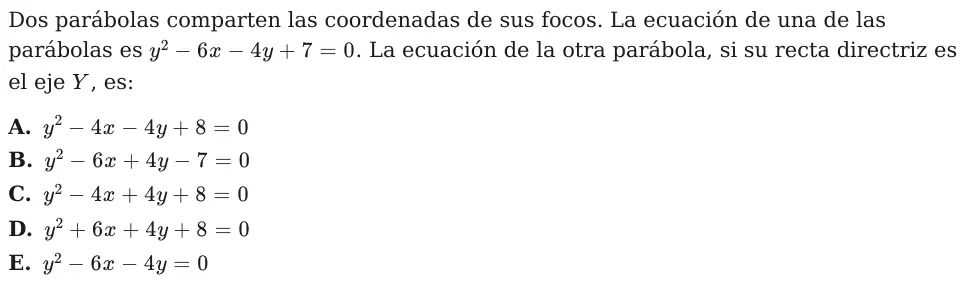 Dos parábolas comparten las coordenadas de sus focos. La ecuación de una de las
parábolas es y² − 6x − 4y + 7 = 0. La ecuación de la otra parábola, si su recta directriz es
el eje Y, es:
A. y² − 4x − 4y + 8 = 0
B. y² − 6x + 4y − 7 = 0
C. y² − 4x + 4y + 8 = 0
D. y² + 6x + 4y + 8 = 0
E. y² − 6x − 4y = 0